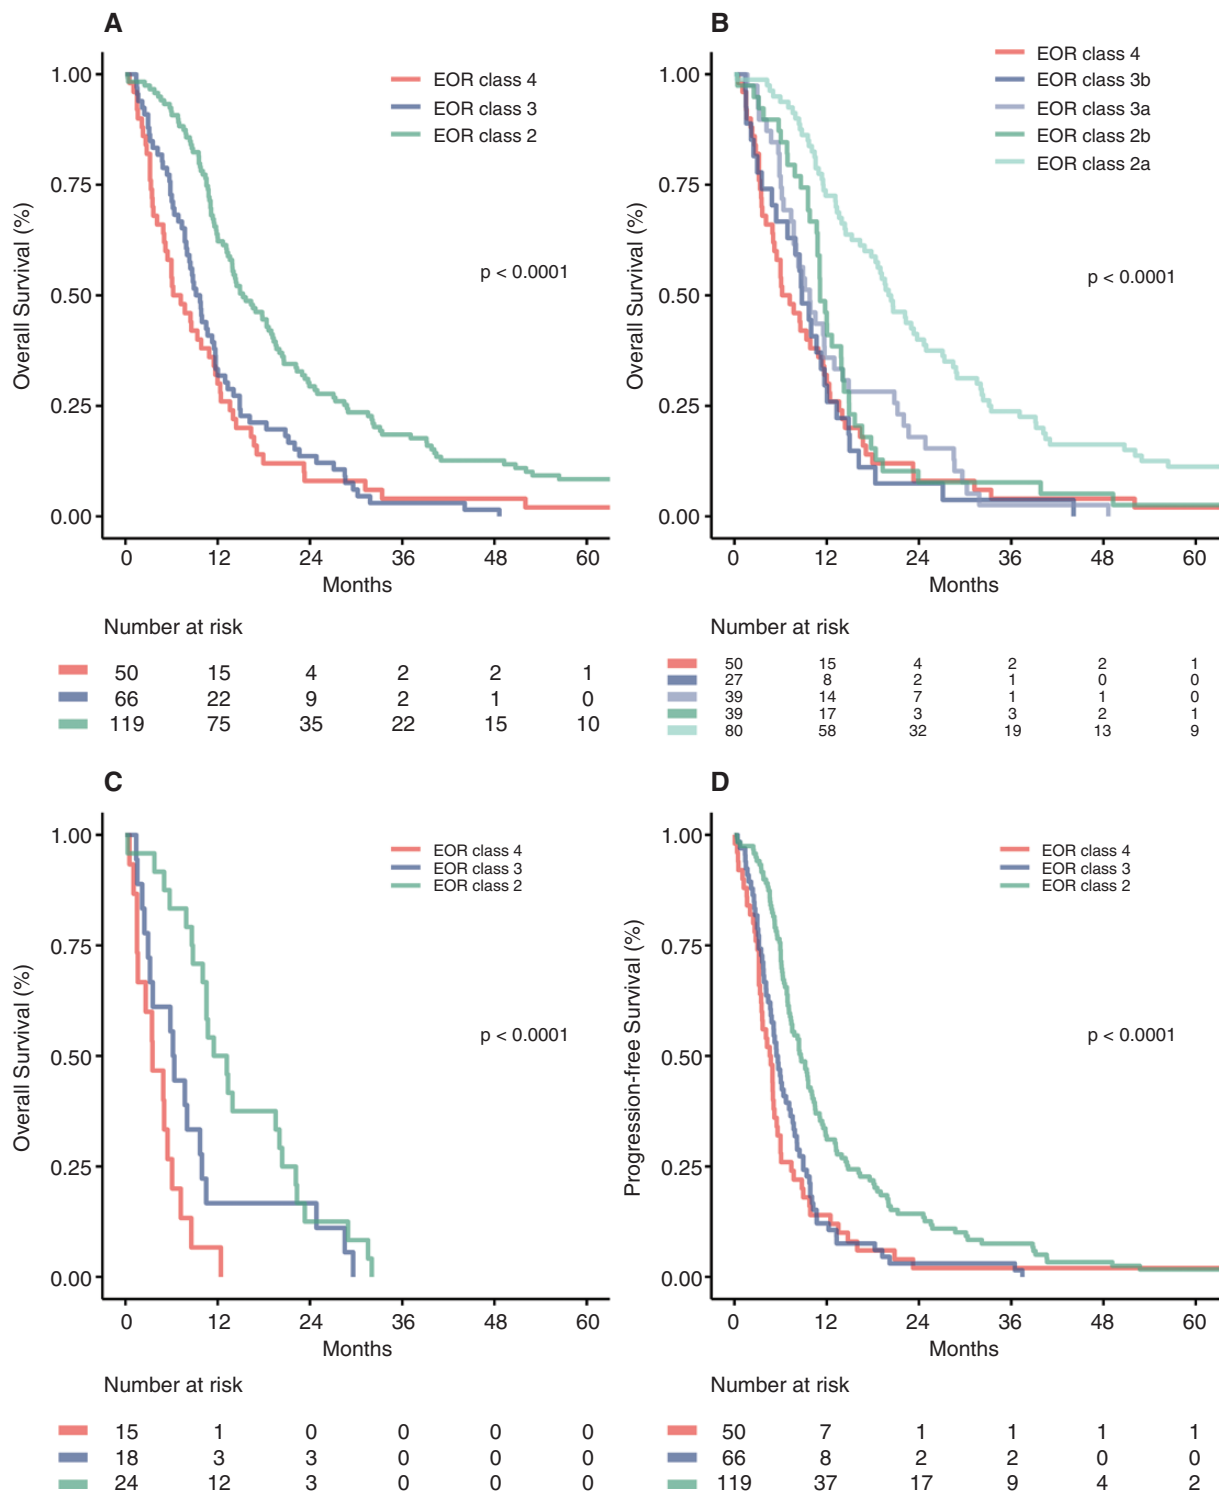 A
Overall Survival (%)
1.00
0.75
0.50
0.25
0.00
EOR class 4
EOR class 3
EOR class 2
p < 0.0001
0 12 24 36 48 60
Months
Number at risk
50 15 4 2 2 1
66 22 9 2 1 0
119 75 35 22 15 10
B
Overall Survival (%)
1.00
0.75
0.50
0.25
0.00
EOR class 4
EOR class 3b
EOR class 3a
EOR class 2b
EOR class 2a
p < 0.0001
0 12 24 36 48 60
Months
Number at risk
50 15 4 2 2 1
27 8 2 1 0 0
39 14 7 1 1 0
39 17 3 3 2 1
80 58 32 19 13 9
C
Overall Survival (%)
1.00
0.75
0.50
0.25
0.00
EOR class 4
EOR class 3
EOR class 2
p < 0.0001
0 12 24 36 48 60
Months
Number at risk
15 1 0 0 0 0
18 3 3 0 0 0
24 12 3 0 0 0
D
Progression-free Survival (%)
1.00
0.75
0.50
0.25
0.00
EOR class 4
EOR class 3
EOR class 2
p < 0.0001
0 12 24 36 48 60
Months
Number at risk
50 7 1 1 1 1
66 8 2 2 0 0
119 37 17 9 4 2